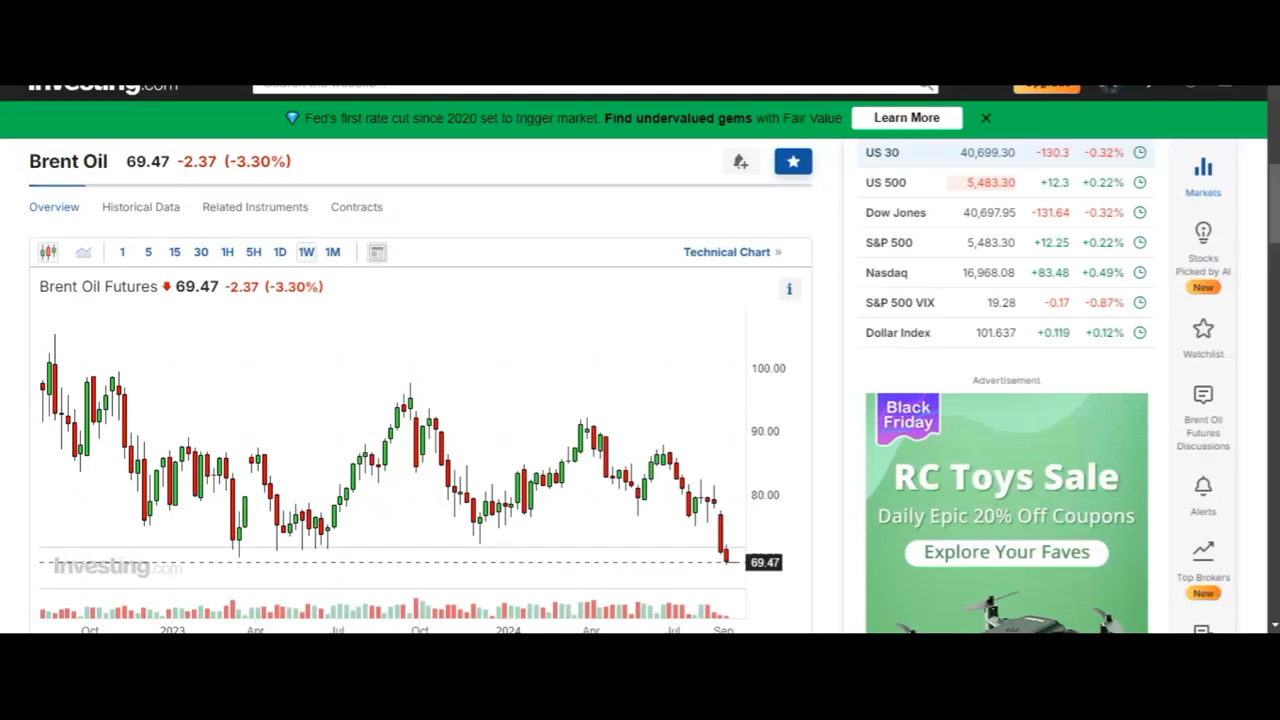 Investing.com
Fed's first rate cut since 2020 set to trigger market. Find undervalued gems with Fair Value Learn More
Brent Oil 69.47 -2.37 (-3.30%)
Overview Historical Data Related Instruments Contracts
1 5 15 30 1H 5H 1D 1W 1M Technical Chart »
Brent Oil Futures 69.47 -2.37 (-3.30%)
100.00
90.00
80.00
69.47
Investing.com
Oct 2023 Apr Jul Oct 2024 Apr Jul Sep
US 30 40,699.30 -130.3 -0.32%
US 500 5,483.30 +12.3 +0.22%
Dow Jones 40,697.95 -131.64 -0.32%
S&P 500 5,483.30 +12.25 +0.22%
Nasdaq 16,968.08 +83.48 +0.49%
S&P 500 VIX 19.28 -0.17 -0.87%
Dollar Index 101.637 +0.119 +0.12%
Advertisement
Black
Friday
RC Toys Sale
Daily Epic 20% Off Coupons
Explore Your Faves
Markets
Stocks
Picked by AI
New
Watchlist
Brent Oil
Futures
Discussions
Alerts
Top Brokers
New